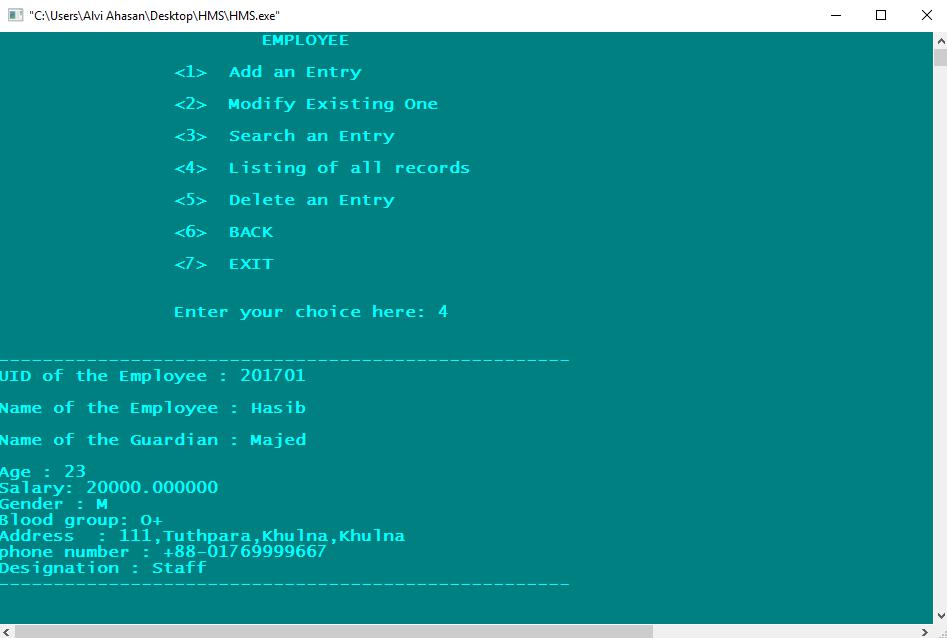 "C:\Users\Alvi Ahasan\Desktop\HMS\HMS.exe"
EMPLOYEE
<1> Add an Entry
<2> Modify Existing One
<3> Search an Entry
<4> Listing of all records
<5> Delete an Entry
<6> BACK
<7> EXIT
Enter your choice here: 4
----------------------------------------------------
UID of the Employee : 201701
Name of the Employee : Hasib
Name of the Guardian : Majed
Age : 23
Salary: 20000.000000
Gender : M
Blood group: O+
Address  : 111,Tuthpara,Khulna,Khulna
phone number : +88-01769999667
Designation : Staff
----------------------------------------------------